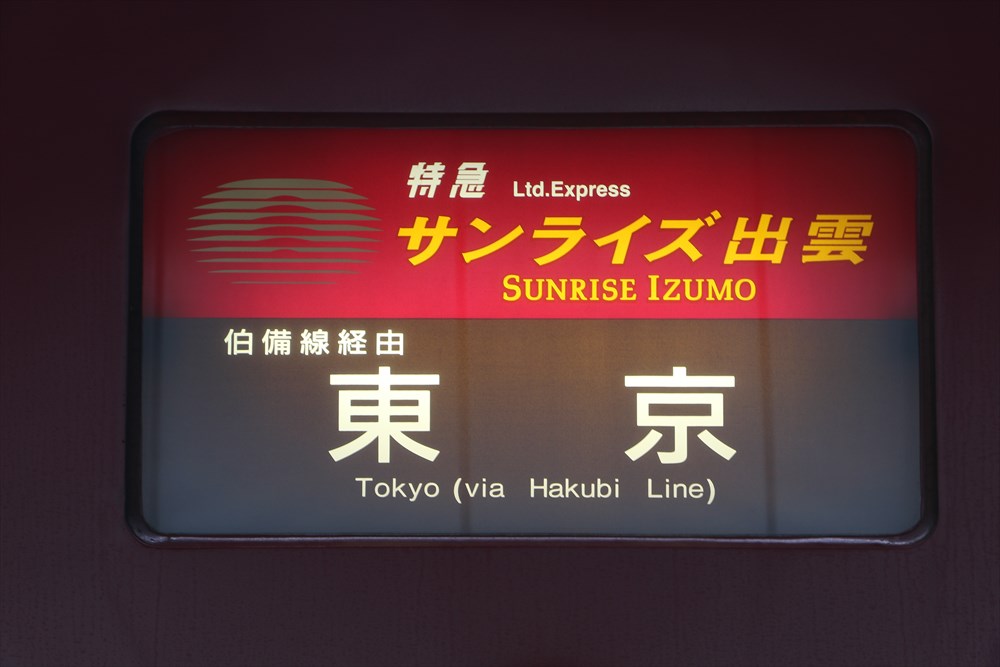 特急 Ltd.Express
サンライズ出雲
SUNRISE IZUMO
伯備線経由
東京
Tokyo (via Hakubi Line)